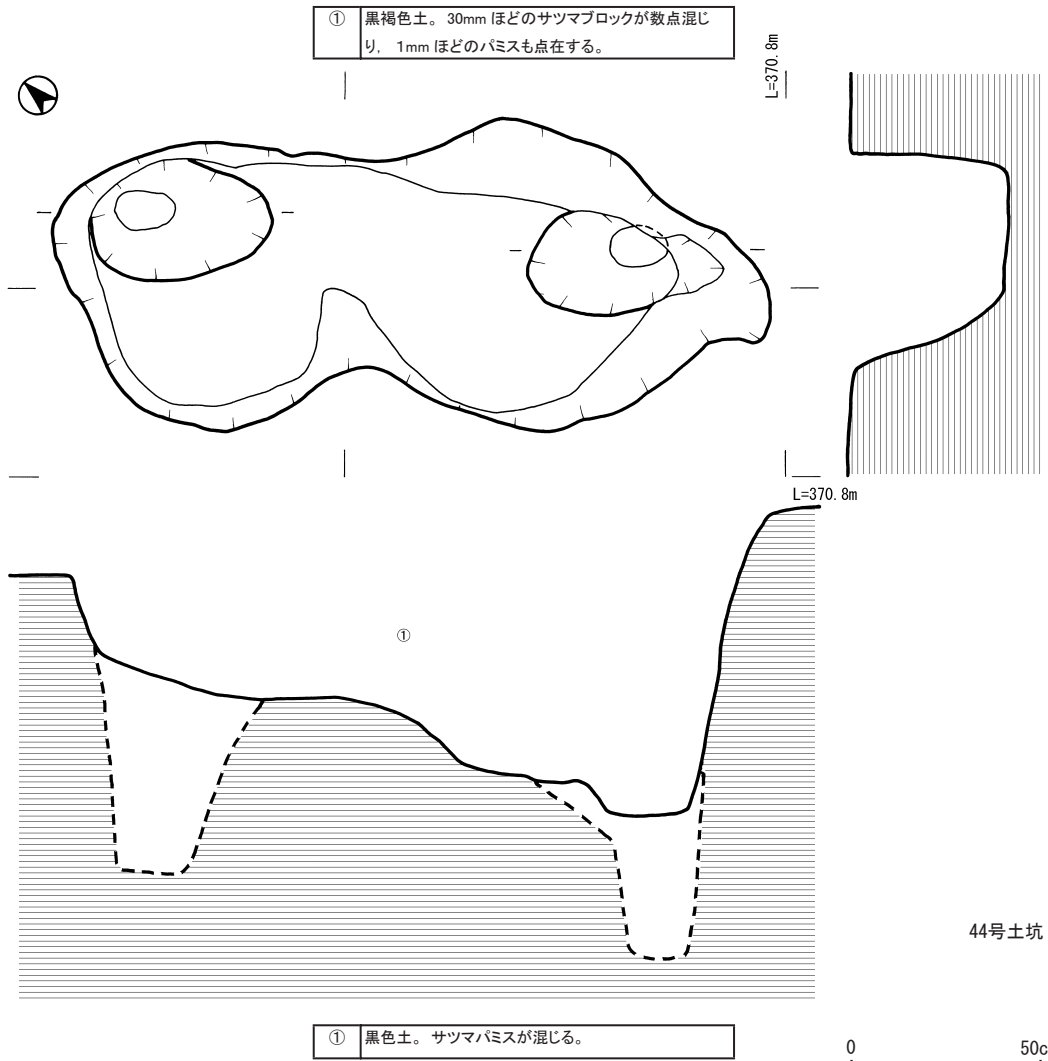 ① 黒褐色土。 30mm ほどのサツマブロックが数点混じ
り， 1mm ほどのパミスも点在する。
L=370.8m
L=370.8m
①
44号土坑
① 黒色土。 サツマパミスが混じる。
0 50c